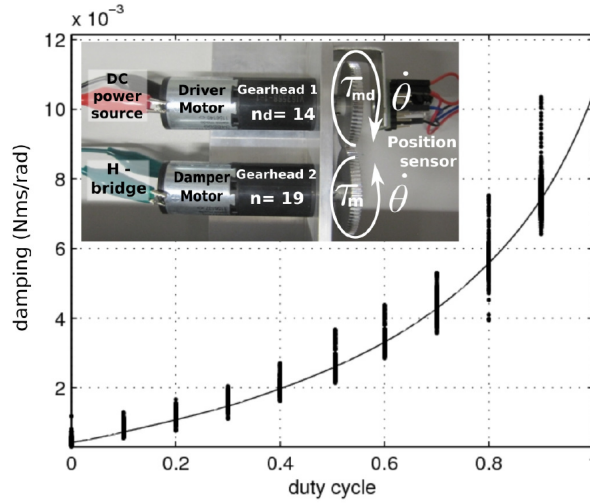 x 10⁻³
12
10
8
6
4
2
damping (Nms/rad)
0
0.2
0.4
0.6
0.8
duty cycle
DC
power
source
Driver
Motor
Gearhead 1
nd= 14
τmd
θ̇
Position
sensor
H -
bridge
Damper
Motor
Gearhead 2
n= 19
τm
θ̇